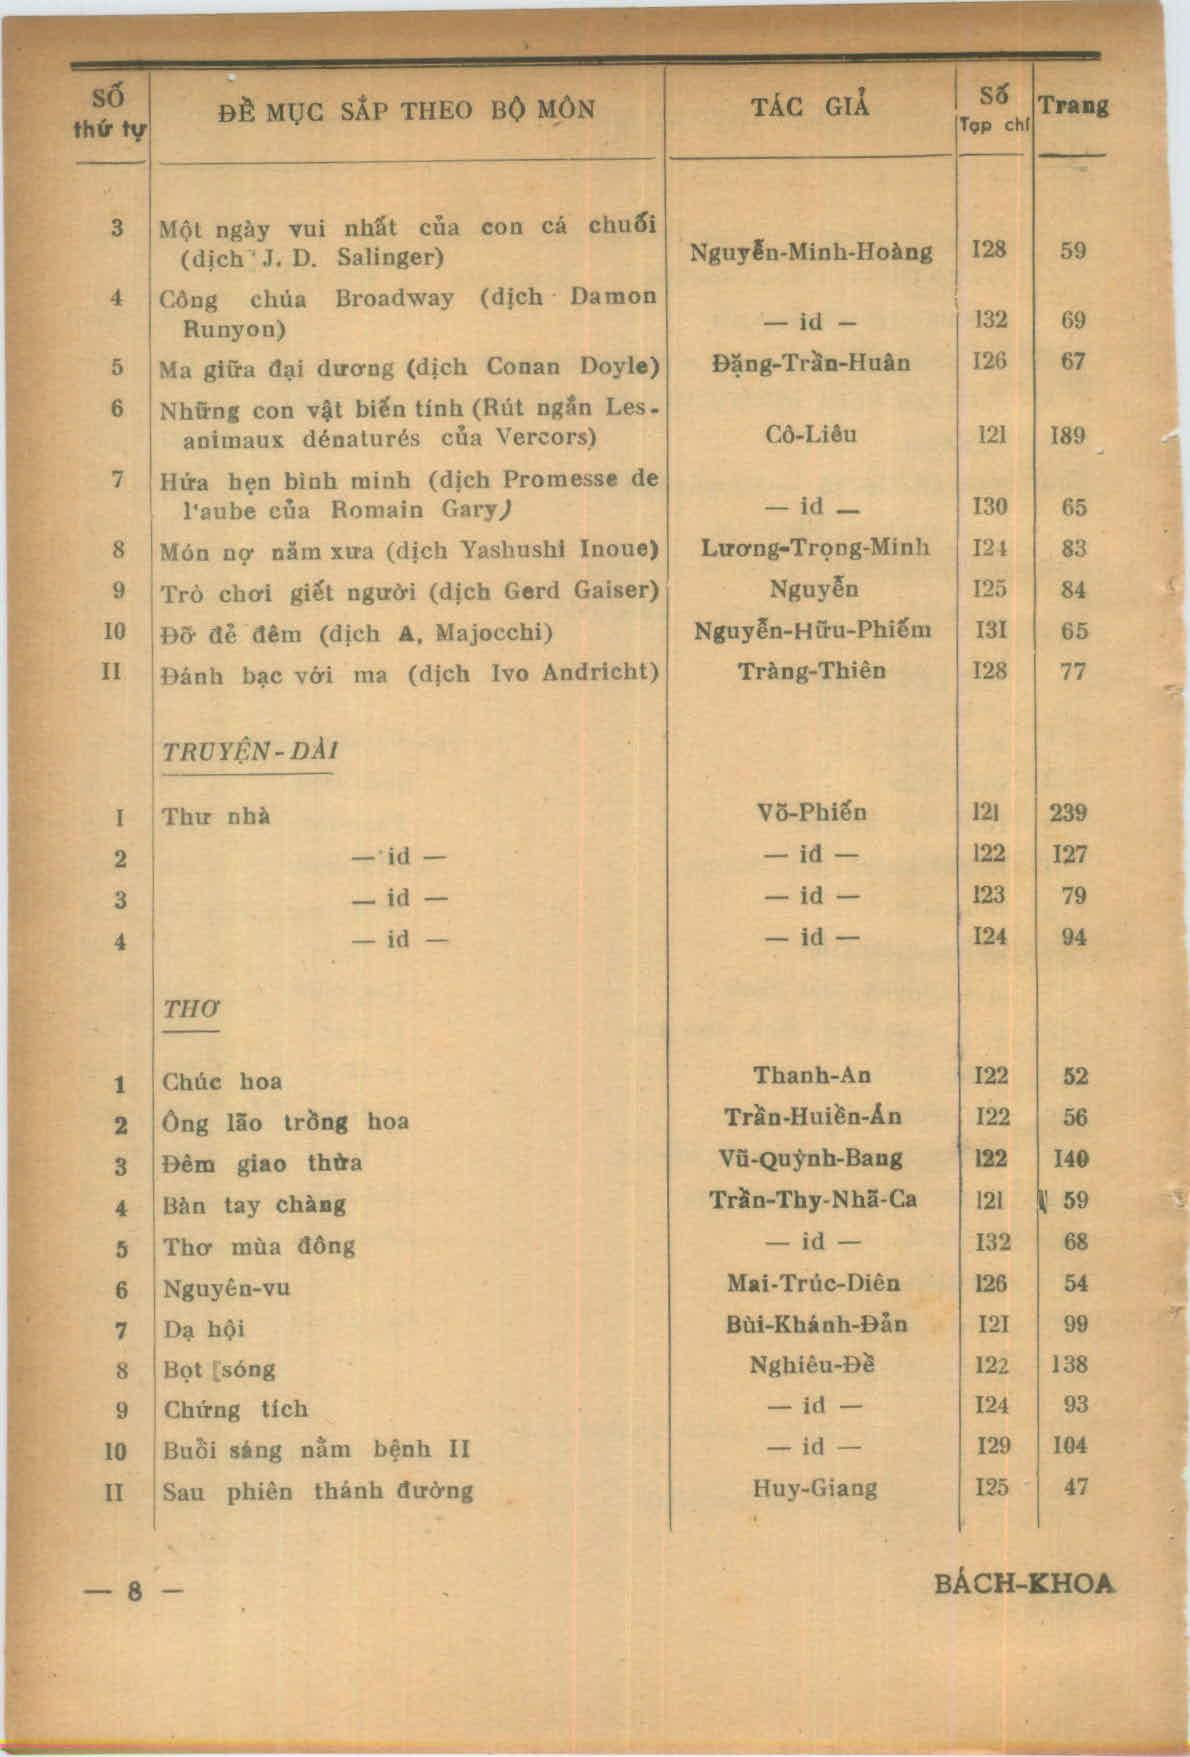 SỐ thứ tự ĐỀ MỤC SẮP THEO BỘ MÔN TÁC GIẢ Số Tạp chí Trang
3 Một ngày vui nhất của con cá chuối
(dịch J. D. Salinger) Nguyễn-Minh-Hoàng 128 59
4 Công chúa Broadway (dịch Damon
Runyon) — id — 132 69
5 Ma giữa đại dương (dịch Conan Doyle) Đặng-Trần-Huân 126 67
6 Những con vật biến tính (Rút ngắn Les-
animaux dénaturés của Vercors) Cô-Liêu 121 189
7 Hứa hẹn bình minh (dịch Promesse de
l'aube của Romain Gary) — id — 130 65
8 Món nợ năm xưa (dịch Yashushi Inoue) Lương-Trọng-Minh 124 83
9 Trò chơi giết người (dịch Gerd Gaiser) Nguyễn 125 84
10 Đỡ đẻ đêm (dịch A. Majocchi) Nguyễn-Hữu-Phiếm 131 65
11 Đánh bạc với ma (dịch Ivo Andricht) Tràng-Thiên 128 77
TRUYỆN-DÀI
1 Thư nhà Võ-Phiến 121 239
2 — id — — id — 122 127
3 — id — — id — 123 79
4 — id — — id — 124 94
THƠ
1 Chúc hoa Thanh-An 122 52
2 Ông lão trồng hoa Trần-Huiền-Ân 122 56
3 Đêm giao thừa Vũ-Quỳnh-Bang 122 140
4 Bàn tay chàng Trần-Thy-Nhã-Ca 121 59
5 Thơ mùa đông — id — 132 68
6 Nguyên-vu Mai-Trúc-Diên 126 54
7 Dạ hội Bùi-Khánh-Đản 121 99
8 Bọt sóng Nghiêu-Đề 122 138
9 Chứng tích — id — 124 93
10 Buổi sáng nằm bệnh II — id — 129 104
11 Sau phiên thánh đường Huy-Giang 125 47
— 8 — BÁCH-KHOA